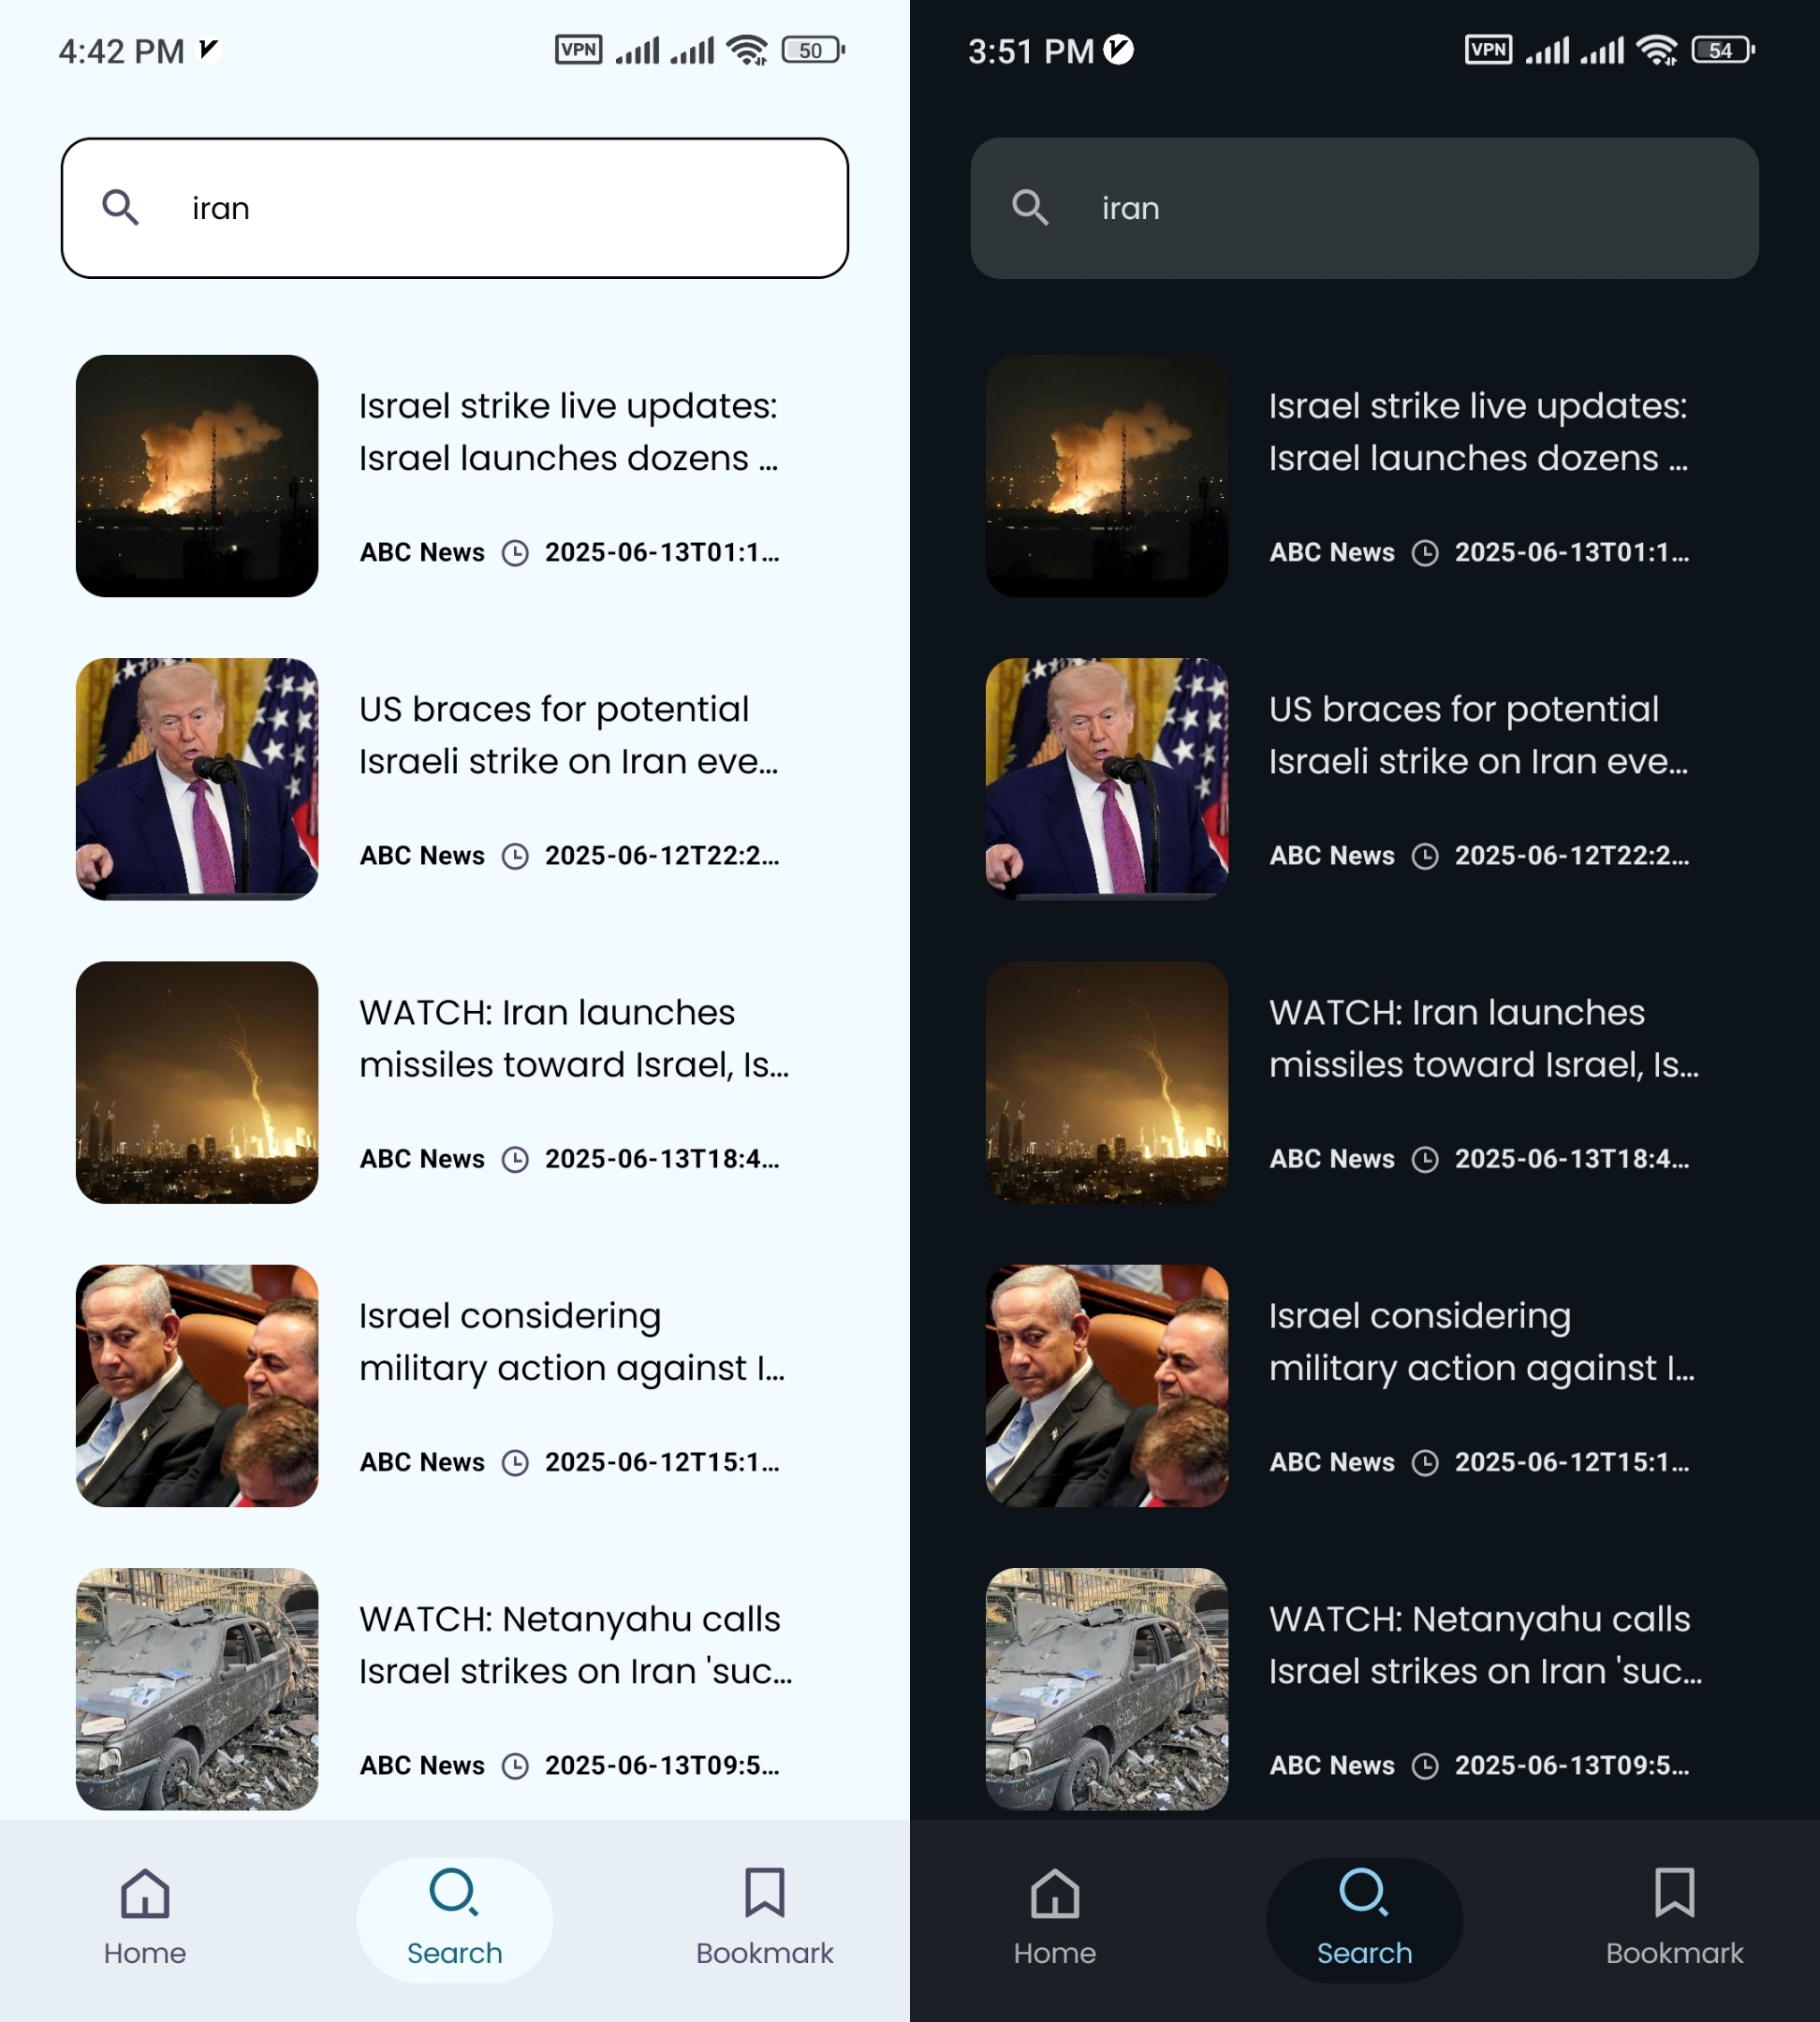 4:42 PM
VPN
50
iran
Israel strike live updates:
Israel launches dozens ...
ABC News 2025-06-13T01:1...
US braces for potential
Israeli strike on Iran eve...
ABC News 2025-06-12T22:2...
WATCH: Iran launches
missiles toward Israel, Is...
ABC News 2025-06-13T18:4...
Israel considering
military action against I...
ABC News 2025-06-12T15:1...
WATCH: Netanyahu calls
Israel strikes on Iran 'suc...
ABC News 2025-06-13T09:5...
Home
Search
Bookmark
3:51 PM
VPN
54
iran
Israel strike live updates:
Israel launches dozens ...
ABC News 2025-06-13T01:1...
US braces for potential
Israeli strike on Iran eve...
ABC News 2025-06-12T22:2...
WATCH: Iran launches
missiles toward Israel, Is...
ABC News 2025-06-13T18:4...
Israel considering
military action against I...
ABC News 2025-06-12T15:1...
WATCH: Netanyahu calls
Israel strikes on Iran 'suc...
ABC News 2025-06-13T09:5...
Home
Search
Bookmark